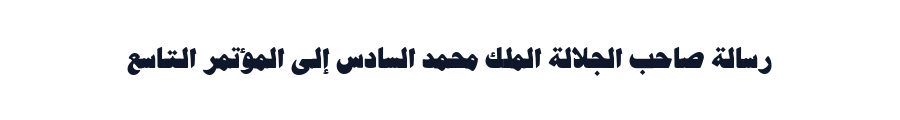 رسالة صاحب الجلالة الملك محمد السادس إلى المؤتمر التاسع